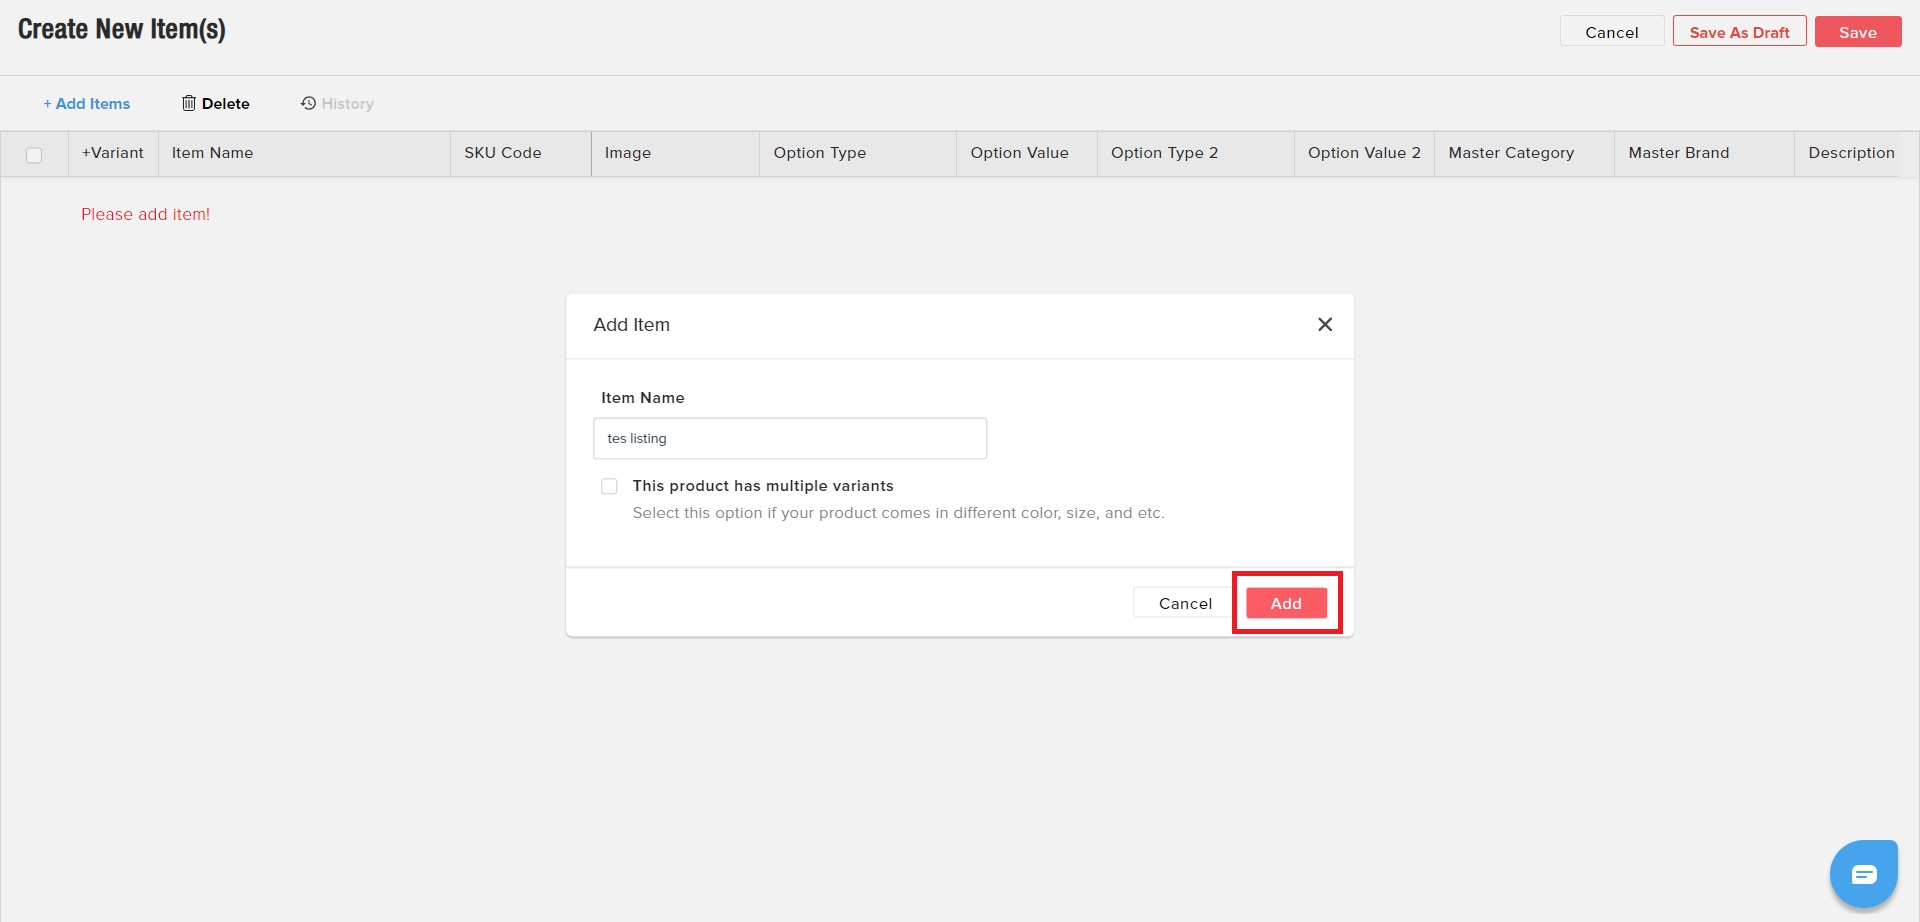 Create New Item(s)
Cancel
Save As Draft
Save
+ Add Items
Delete
History
+Variant
Item Name
SKU Code
Image
Option Type
Option Value
Option Type 2
Option Value 2
Master Category
Master Brand
Description
Please add item!
Add Item
Item Name
tes listing
This product has multiple variants
Select this option if your product comes in different color, size, and etc.
Cancel
Add